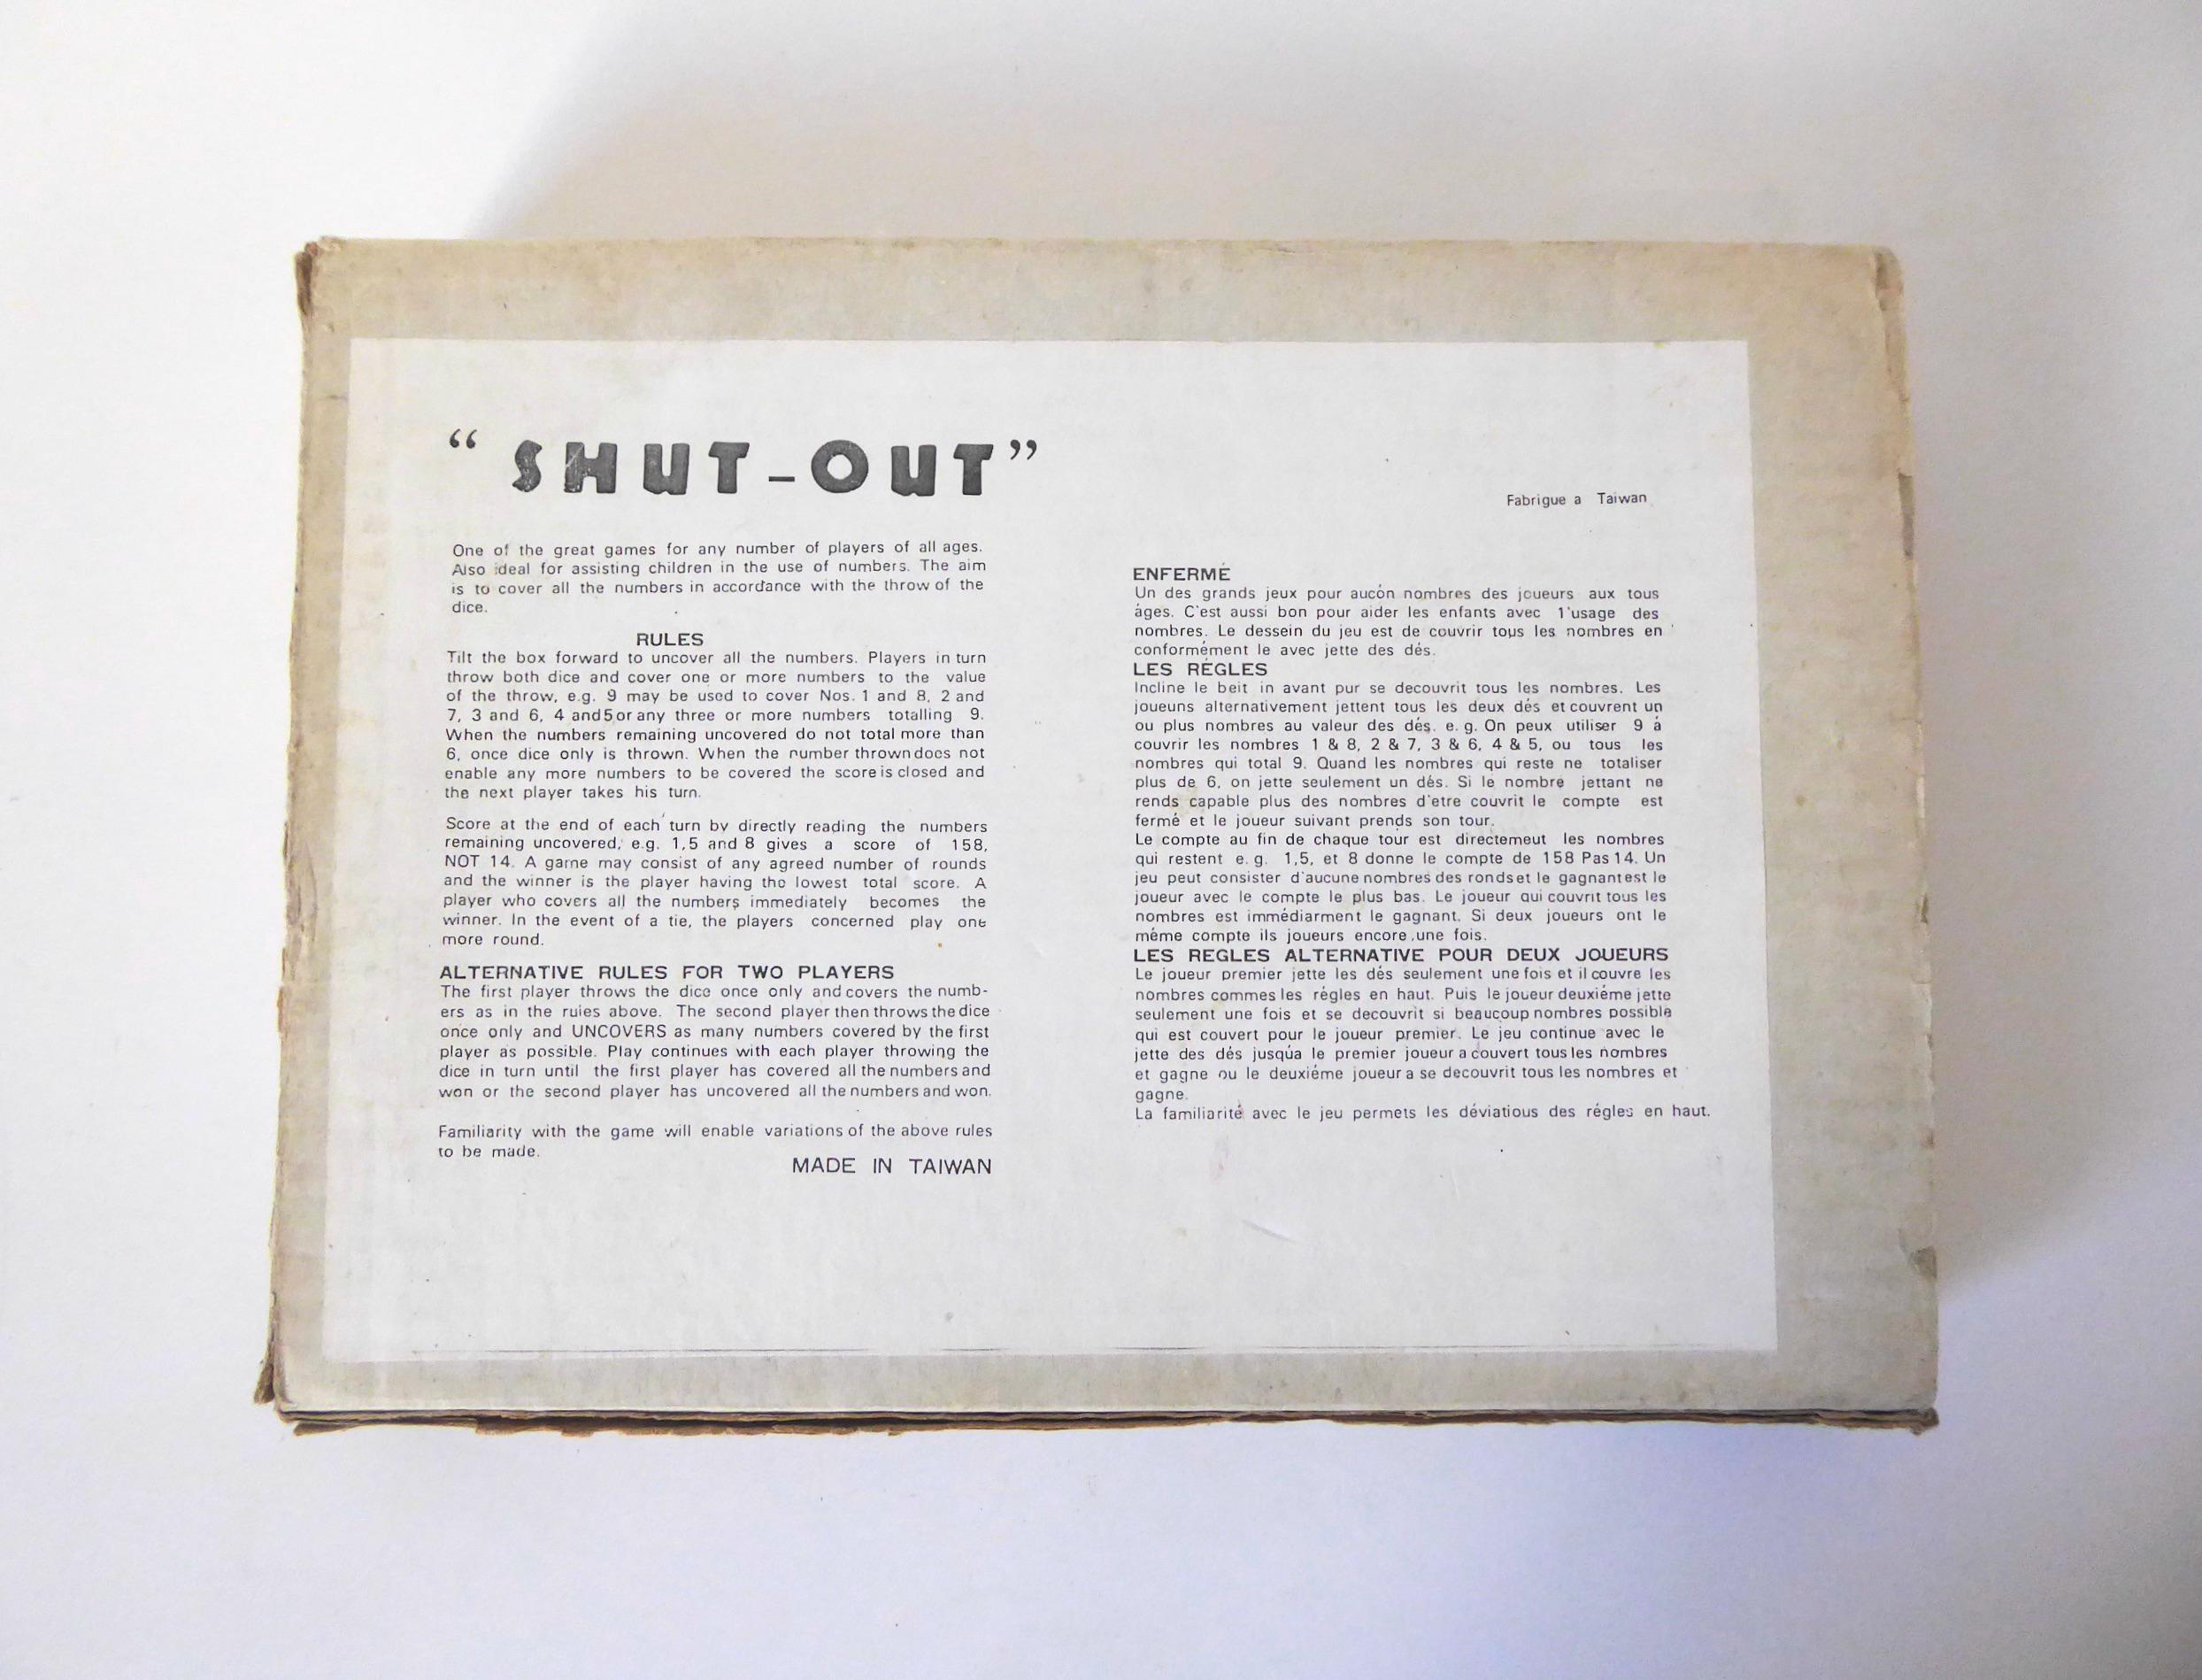 “SHUT-OUT”
One of the great games for any number of players of all ages.
Also ideal for assisting children in the use of numbers. The aim
is to cover all the numbers in accordance with the throw of the
dice.
RULES
Tilt the box forward to uncover all the numbers. Players in turn
throw both dice and cover one or more numbers to the value
of the throw, e.g. 9 may be used to cover Nos. 1 and 8, 2 and
7, 3 and 6, 4 and 5 or any three or more numbers totalling 9.
When the numbers remaining uncovered do not total more than
6, once dice only is thrown. When the number thrown does not
enable any more numbers to be covered the score is closed and
the next player takes his turn.
Score at the end of each turn by directly reading the numbers
remaining uncovered, e.g. 1,5 and 8 gives a score of 158,
NOT 14. A game may consist of any agreed number of rounds
and the winner is the player having the lowest total score. A
player who covers all the numbers immediately becomes the
winner. In the event of a tie, the players concerned play one
more round.
ALTERNATIVE RULES FOR TWO PLAYERS
The first player throws the dice once only and covers the numb-
ers as in the rules above. The second player then throws the dice
once only and UNCOVERS as many numbers covered by the first
player as possible. Play continues with each player throwing the
dice in turn until the first player has covered all the numbers and
won or the second player has uncovered all the numbers and won.
Familiarity with the game will enable variations of the above rules
to be made.
MADE IN TAIWAN
Fabrigue a Taiwan
ENFERMÉ
Un des grands jeux pour aucón nombres des joueurs aux tous
áges. C'est aussi bon pour aider les enfants avec 1'usage des
nombres. Le dessein du jeu est de couvrir tous les nombres en
conformément le avec jette des dés.
LES RÉGLES
Incline le beit in avant pur se decouvrit tous les nombres. Les
joueuns alternativement jettent tous les deux dés et couvrent un
ou plus nombres au valeur des dés. e. g. On peux utiliser 9 á
couvrir les nombres 1 & 8, 2 & 7, 3 & 6, 4 & 5, ou tous les
nombres qui total 9. Quand les nombres qui reste ne totaliser
plus de 6, on jette seulement un dés. Si le nombre jettant ne
rends capable plus des nombres d'etre couvrit le compte est
fermé et le joueur suivant prends son tour.
Le compte au fin de chaque tour est directemeut les nombres
qui restent e. g. 1,5, et 8 donne le compte de 158 Pas 14. Un
jeu peut consister d'aucune nombres des ronds et le gagnant est le
joueur avec le compte le plus bas. Le joueur qui couvrit tous les
nombres est immédiarment le gagnant. Si deux joueurs ont le
méme compte ils joueurs encore une fois.
LES REGLES ALTERNATIVE POUR DEUX JOUEURS
Le joueur premier jette les dés seulement une fois et il couvre les
nombres commes les régles en haut. Puis le joueur deuxiéme jette
seulement une fois et se decouvrit si beaucoup nombres possible
qui est couvert pour le joueur premier. Le jeu continue avec le
jette des dés jusqúa le premier joueur a couvert tous les nombres
et gagne ou le deuxiéme joueur a se decouvrit tous les nombres et
gagne.
La familiarité avec le jeu permets les déviatious des régles en haut.